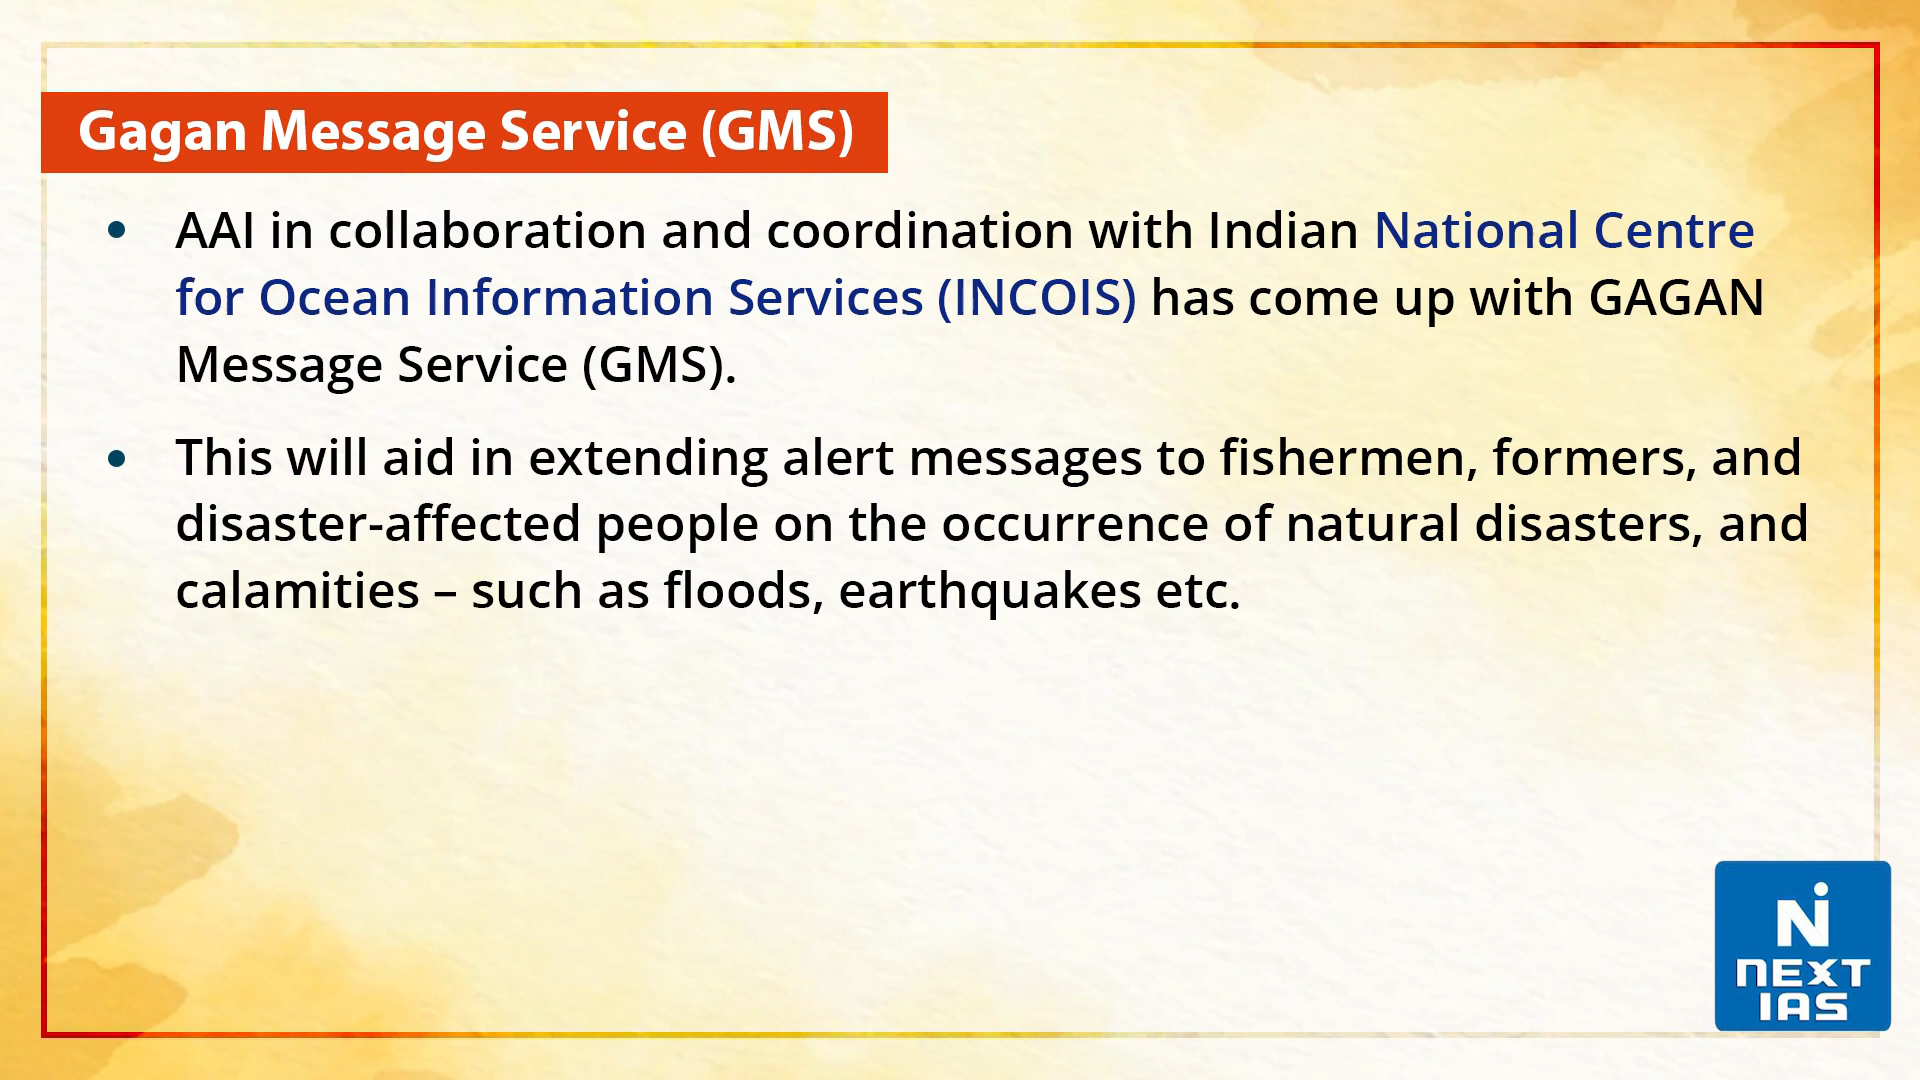 Gagan Message Service (GMS)
• AAI in collaboration and coordination with Indian National Centre
for Ocean Information Services (INCOIS) has come up with GAGAN
Message Service (GMS).
• This will aid in extending alert messages to fishermen, formers, and
disaster-affected people on the occurrence of natural disasters, and
calamities – such as floods, earthquakes etc.
Ni
NEXT
IAS